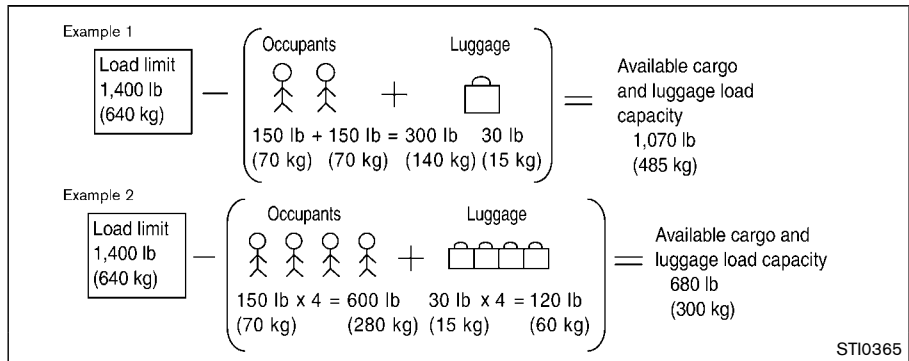 Example 1
Load limit
1,400 lb
(640 kg)
−
Occupants
+
Luggage
150 lb + 150 lb = 300 lb 30 lb
(70 kg) (70 kg) (140 kg) (15 kg)
=
Available cargo
and luggage load
capacity
1,070 lb
(485 kg)
Example 2
Load limit
1,400 lb
(640 kg)
−
Occupants
+
Luggage
150 lb x 4 = 600 lb 30 lb x 4 = 120 lb
(70 kg) (280 kg) (15 kg) (60 kg)
=
Available cargo and
luggage load capacity
680 lb
(300 kg)
STI0365